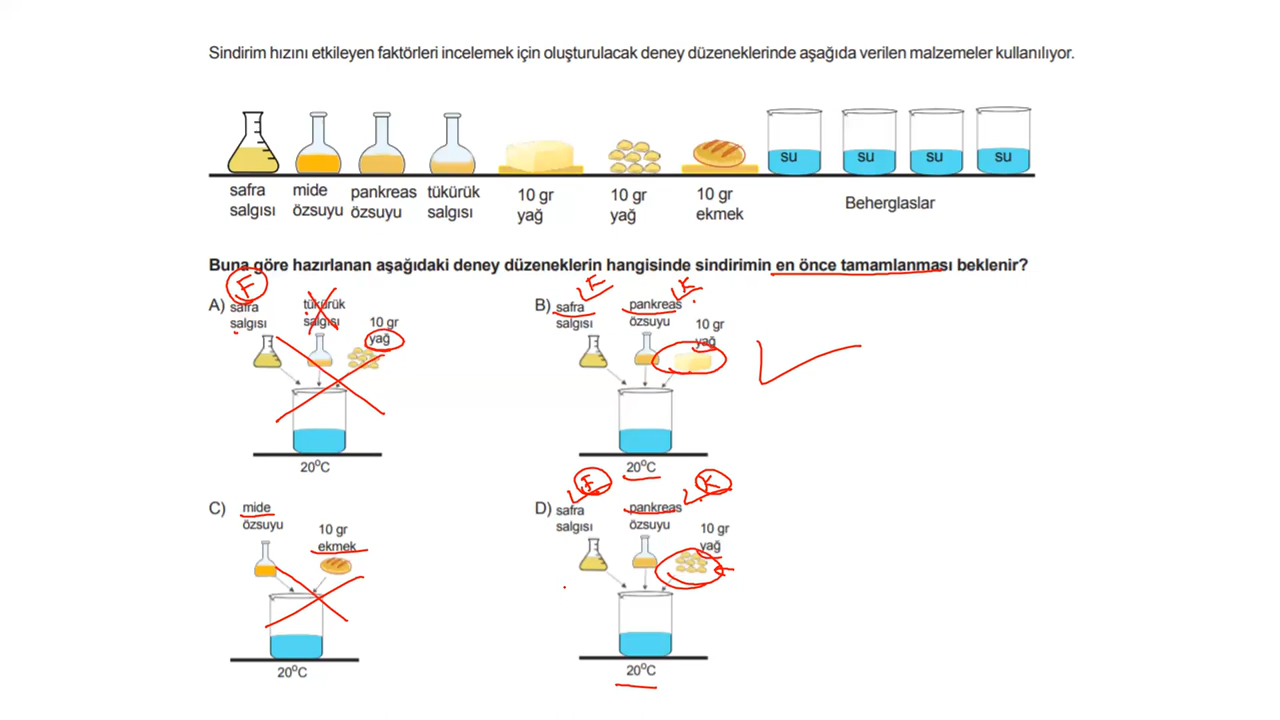 Sindirim hızını etkileyen faktörleri incelemek için oluşturulacak deney düzeneklerinde aşağıda verilen malzemeler kullanılıyor.
su su su su
safra mide pankreas tükürük 10 gr 10 gr 10 gr
salgısı özsuyu özsuyu salgısı yağ yağ ekmek
Beherglaslar
Buna göre hazırlanan aşağıdaki deney düzeneklerin hangisinde sindirimin en önce tamamlanması beklenir?
F
A) safra
salgısı
tükürük
salgısı
10 gr
yağ
20°C
F K
B) safra
salgısı
pankreas
özsuyu
10 gr
yağ
20°C
C) mide
özsuyu
10 gr
ekmek
20°C
F K
D) safra
salgısı
pankreas
özsuyu
10 gr
yağ
20°C